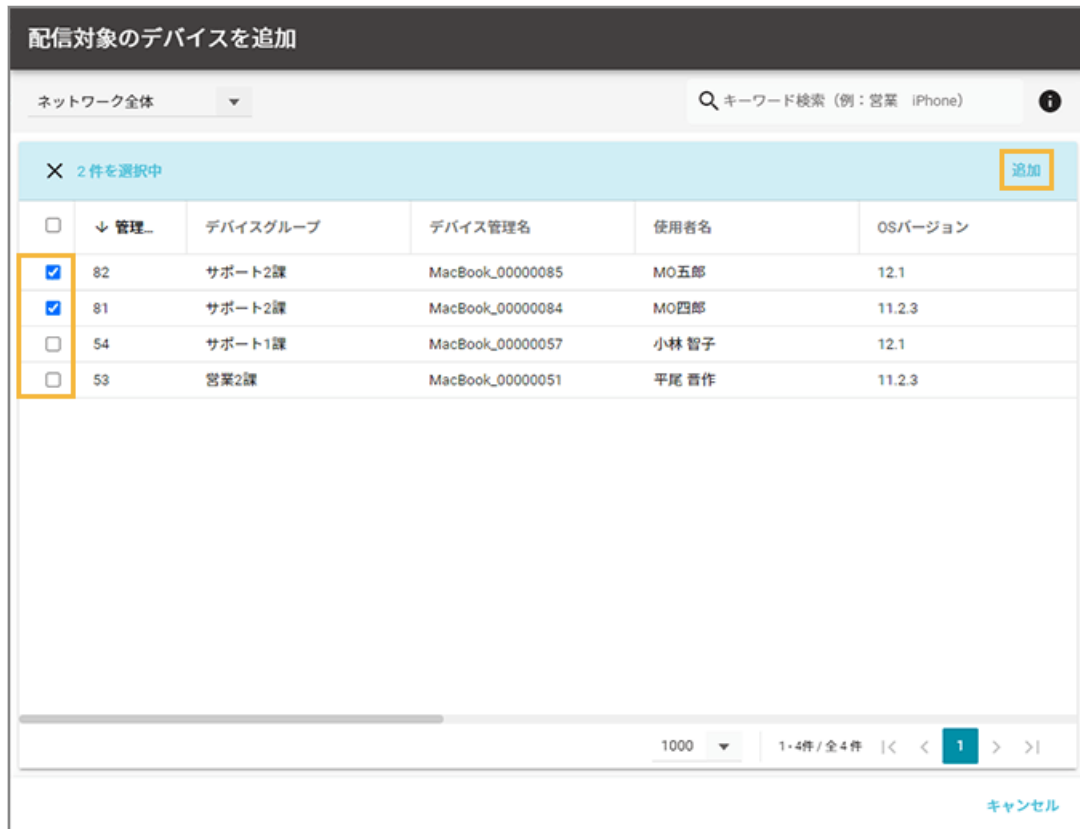 配信対象のデバイスを追加
ネットワーク全体 キーワード検索（例：営業　iPhone）
2件を選択中 追加
管理... デバイスグループ デバイス管理名 使用者名 OSバージョン
82 サポート2課 MacBook_00000085 MO五郎 12.1
81 サポート2課 MacBook_00000084 MO四郎 11.2.3
54 サポート1課 MacBook_00000057 小林 智子 12.1
53 営業2課 MacBook_00000051 平尾 晋作 11.2.3
1000 1-4件 / 全 4 件 1
キャンセル